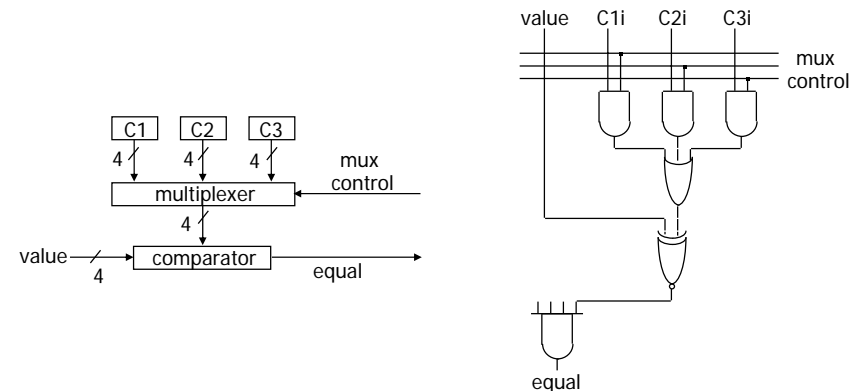 C1 C2 C3
4 4 4
mux
control
multiplexer
4
value
4
comparator
equal
value C1i C2i C3i
mux
control
equal